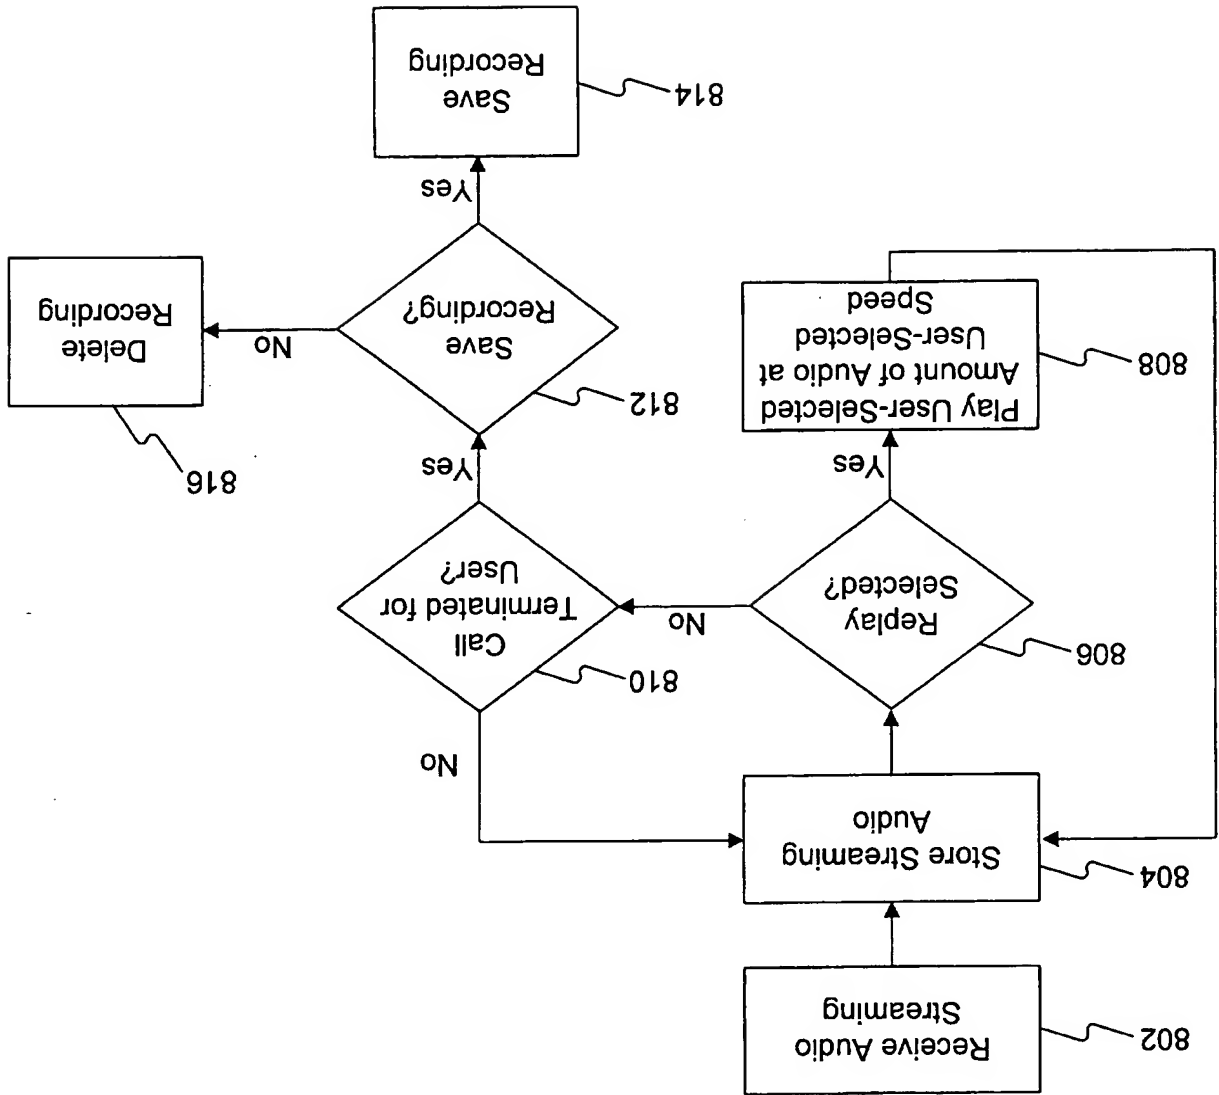 802
Receive Audio
Streaming
804
Store Streaming
Audio
806
Replay
Selected?
No
Yes
808
Play User-Selected
Amount of Audio at
User-Selected
Speed
810
Call
Terminated for
User?
No
Yes
812
Save
Recording?
No
Yes
814
Save
Recording
816
Delete
Recording